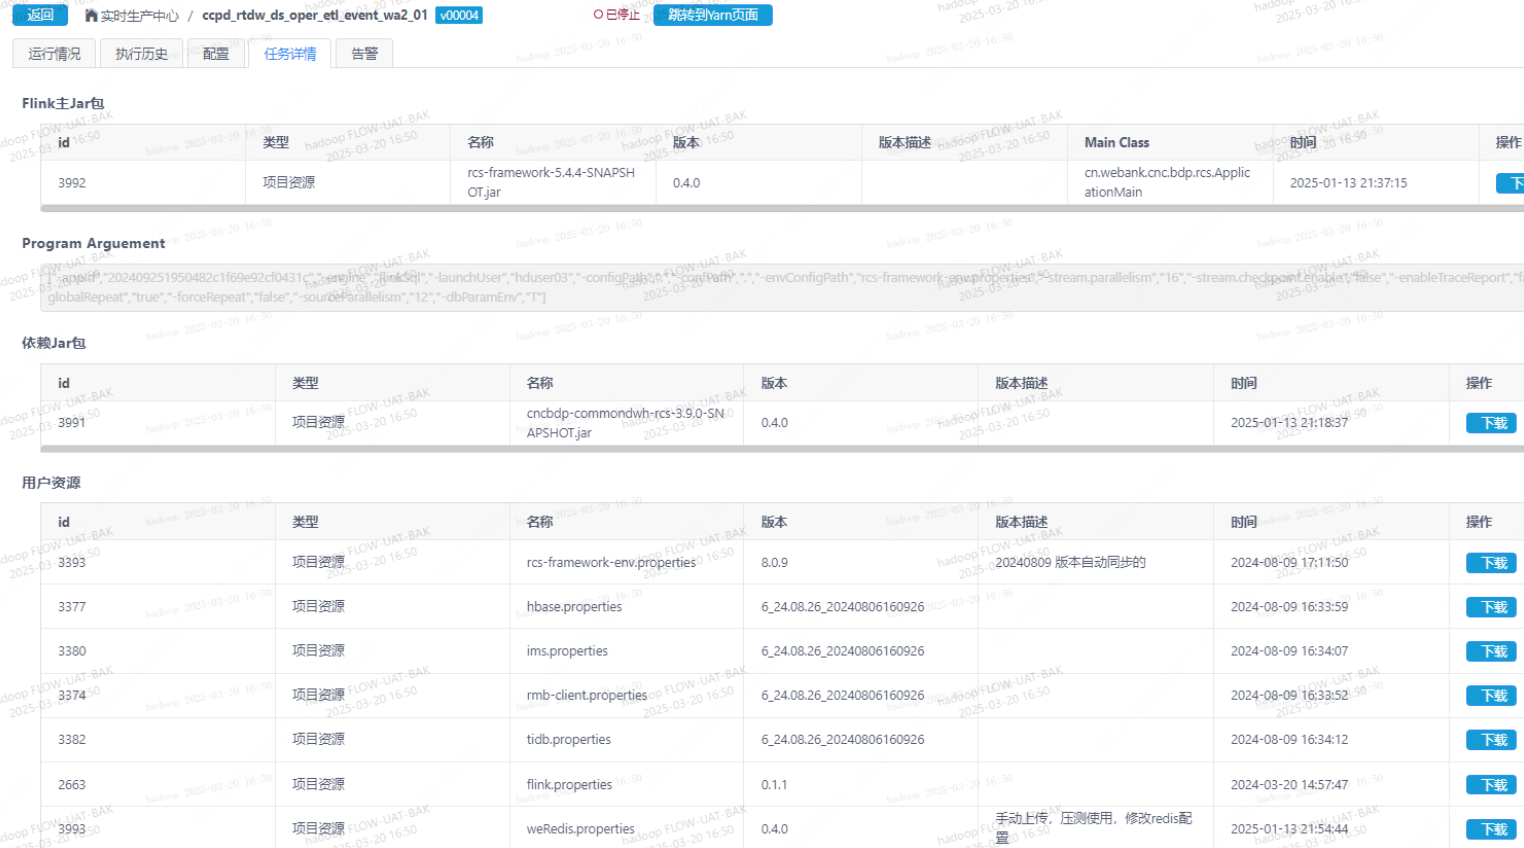 返回 实时生产中心 / ccpd_rtdw_ds_oper_etl_event_wa2_01 v00004 已停止 跳转到Yarn页面
运行情况 执行历史 配置 任务详情 告警
Flink主Jar包
id 类型 名称 版本 版本描述 Main Class 时间 操作
3992 项目资源 rcs-framework-5.4.4-SNAPSHOT.jar 0.4.0 cn.webank.cnc.bdp.rcs.ApplicationMain 2025-01-13 21:37:15 下
Program Arguement
["-appId","202409251950482c1f69e92cf0431c","-engine","flinkSql","-launchUser","hduser03","-configPath",".","-confPath",".","-envConfigPath","rcs-framework-env.properties","-stream.parallelism","16","-stream.checkpoint.enable","false","-enableTraceReport","fa
globalRepeat","true","-forceRepeat","false","-sourceParallelism","12","-dbParamEnv","T"]
依赖Jar包
id 类型 名称 版本 版本描述 时间 操作
3991 项目资源 cncbdp-commondwh-rcs-3.9.0-SNAPSHOT.jar 0.4.0 2025-01-13 21:18:37 下载
用户资源
id 类型 名称 版本 版本描述 时间 操作
3393 项目资源 rcs-framework-env.properties 8.0.9 20240809 版本自动同步的 2024-08-09 17:11:50 下载
3377 项目资源 hbase.properties 6_24.08.26_20240806160926 2024-08-09 16:33:59 下载
3380 项目资源 ims.properties 6_24.08.26_20240806160926 2024-08-09 16:34:07 下载
3374 项目资源 rmb-client.properties 6_24.08.26_20240806160926 2024-08-09 16:33:52 下载
3382 项目资源 tidb.properties 6_24.08.26_20240806160926 2024-08-09 16:34:12 下载
2663 项目资源 flink.properties 0.1.1 2024-03-20 14:57:47 下载
3993 项目资源 weRedis.properties 0.4.0 手动上传，压测使用，修改redis配置 2025-01-13 21:54:44 下载
hadoop FLOW-UAT-BAK
2025-03-20 16:50
hadoop 2025-03-20 16:50